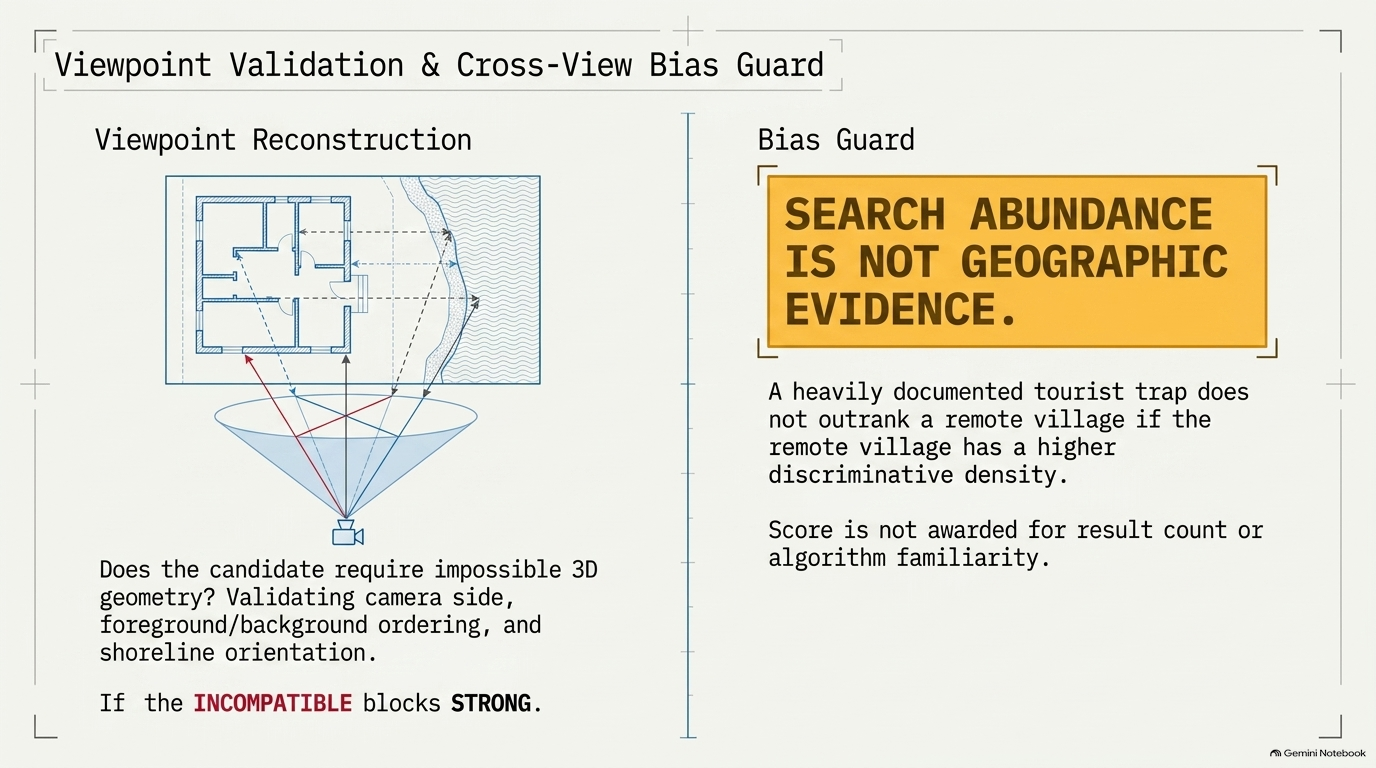 Viewpoint Validation & Cross-View Bias Guard
Viewpoint Reconstruction
Does the candidate require impossible 3D
geometry? Validating camera side,
foreground/background ordering, and
shoreline orientation.
If the INCOMPATIBLE blocks STRONG.
Bias Guard
SEARCH ABUNDANCE
IS NOT GEOGRAPHIC
EVIDENCE.
A heavily documented tourist trap does
not outrank a remote village if the
remote village has a higher
discriminative density.
Score is not awarded for result count or
algorithm familiarity.
Gemini Notebook